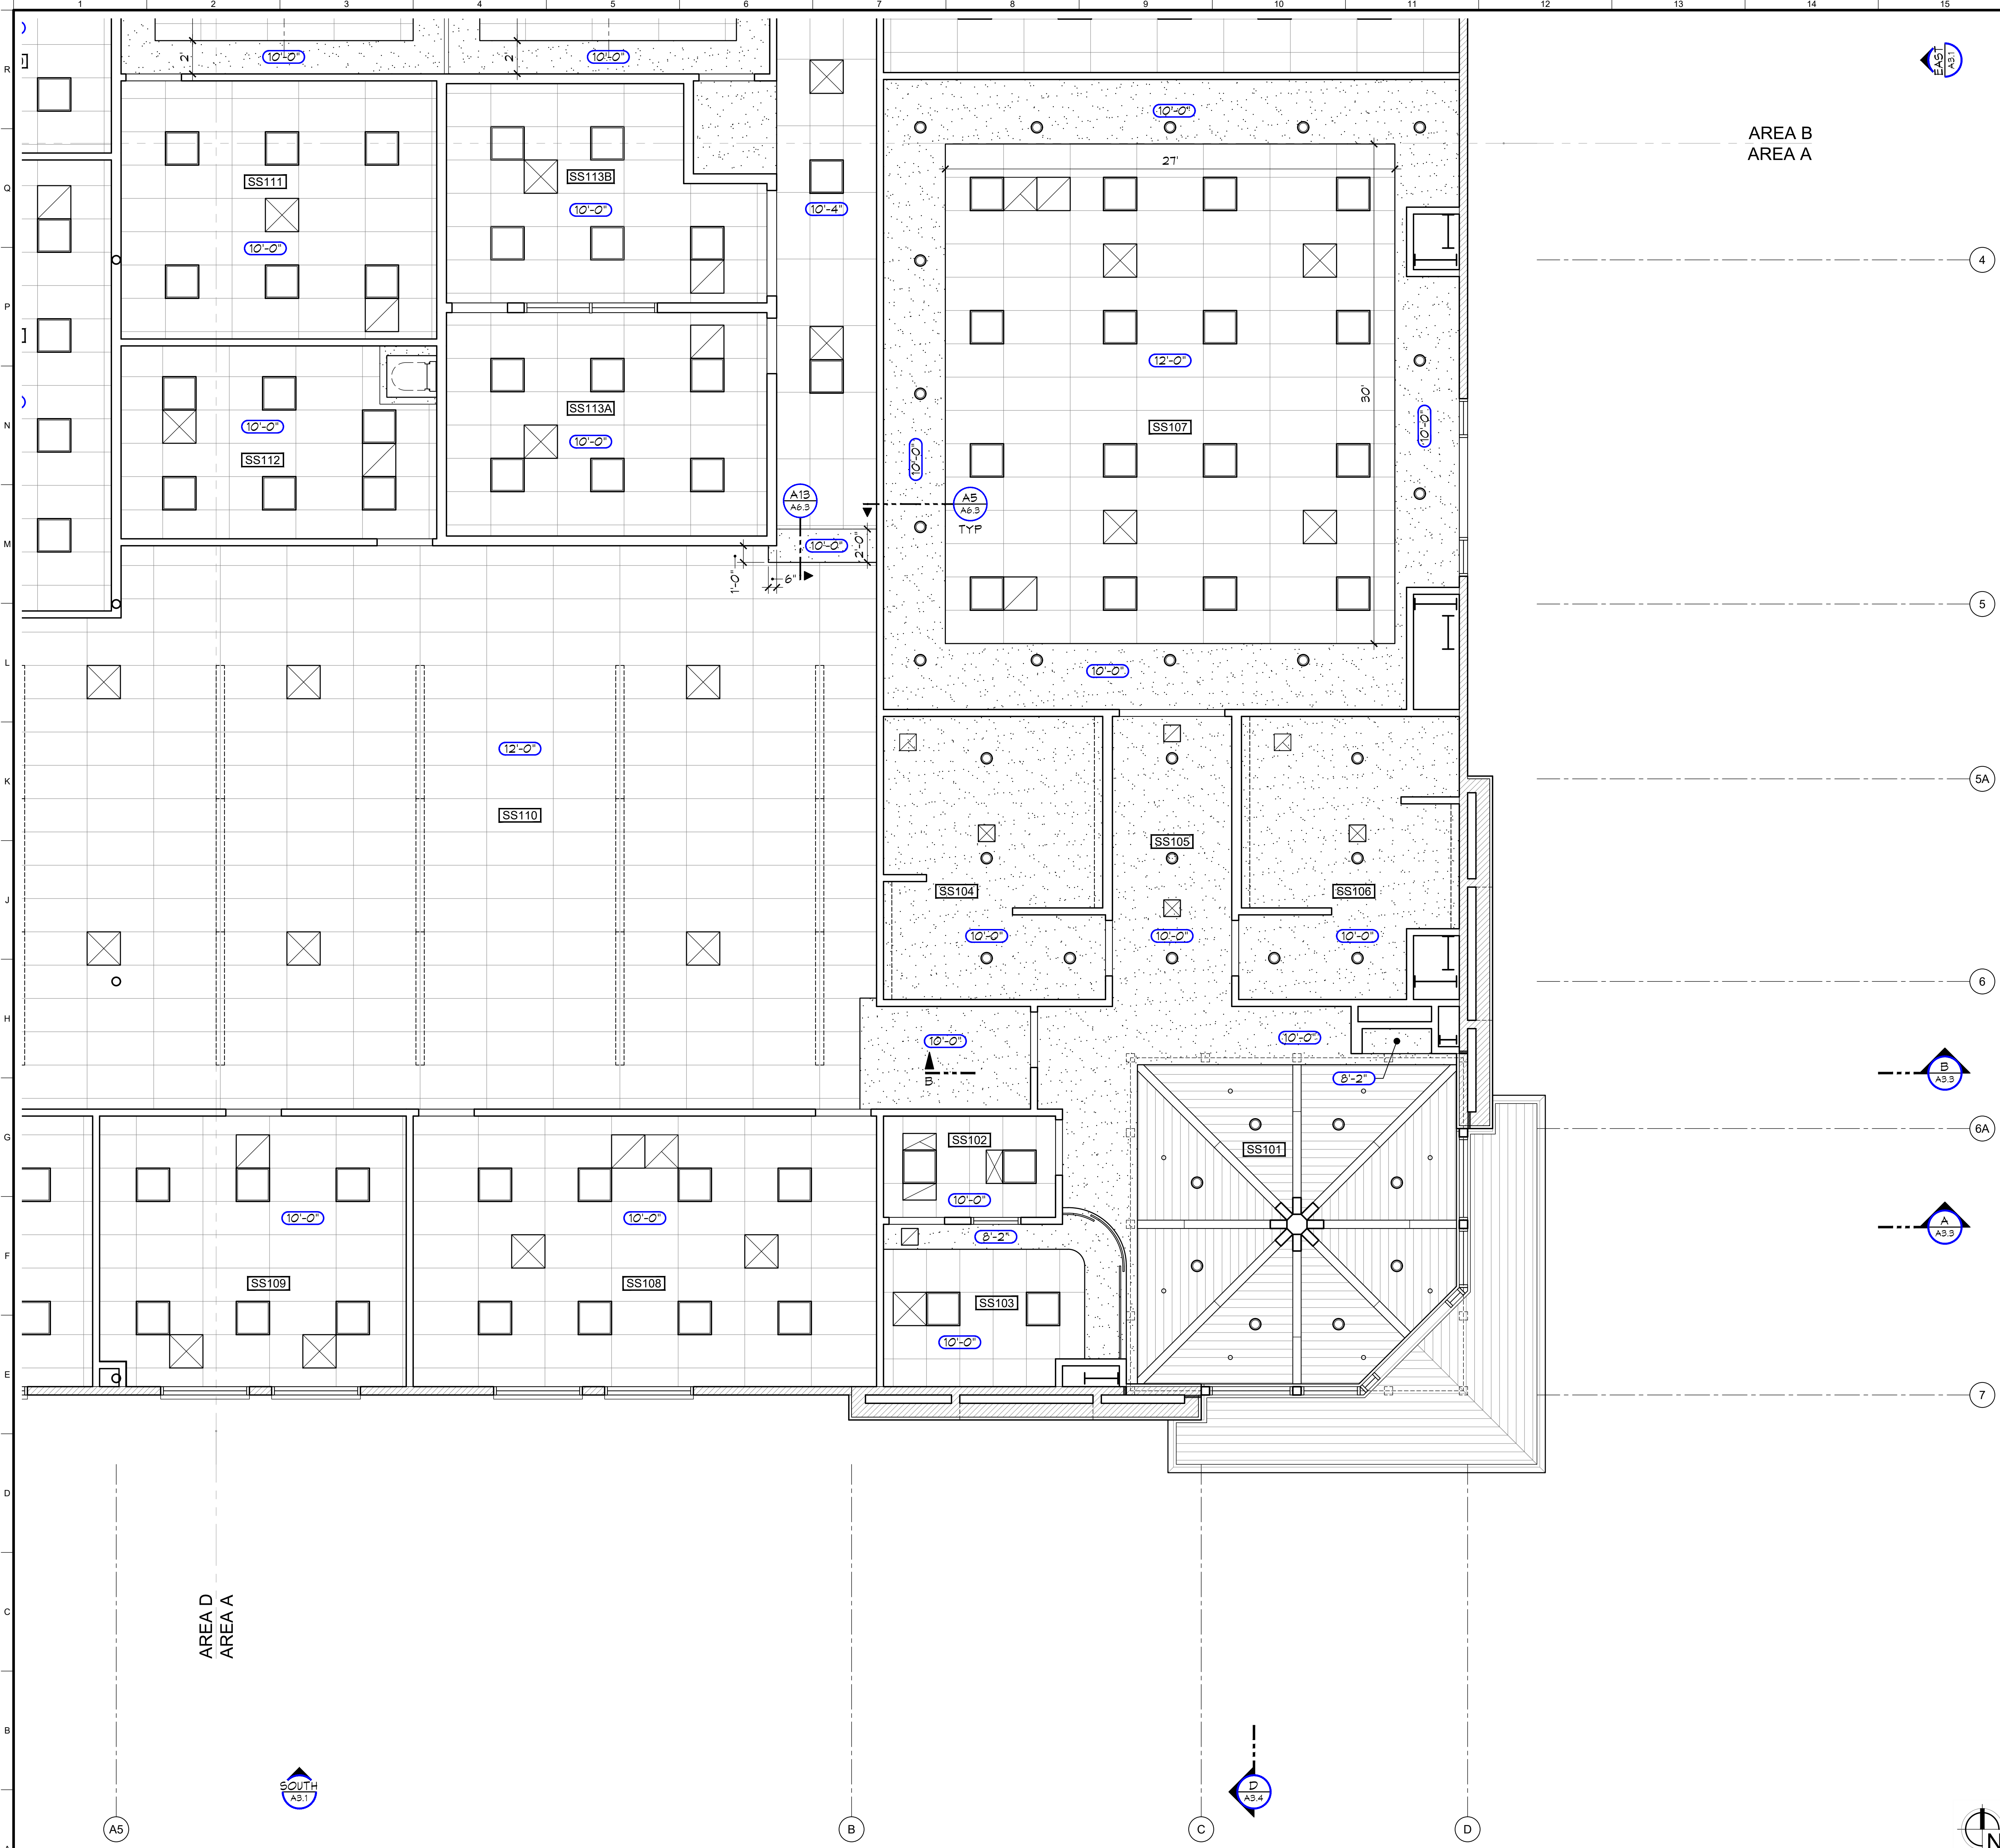 1 2 3 4 5 6 7 8 9 10 11 12 13 14 15
R
10'-0"
10'-0"
2'
2'
EAST
A3.1
10'-0"
AREA B
AREA A
27'
Q
SS111
SS113B
10'-0"
10'-4"
10'-0"
4
P
12'-0"
30'
SS113A
N
10'-0"
SS107
10'-0"
10'-0"
SS112
10'-0"
A13
A6.3
A5
A6.3
TYP
M
10'-0"
2'-0"
1'-0"
6"
5
L
10'-0"
12'-0"
K
5A
SS110
SS105
J
SS104
SS106
10'-0"
10'-0"
10'-0"
6
H
10'-0"
10'-0"
B
8'-2"
B
A3.3
G
SS102
SS101
6A
10'-0"
10'-0"
10'-0"
A
A3.3
F
8'-2"
SS109
SS108
SS103
10'-0"
E
7
D
C
AREA D
AREA A
B
SOUTH
A3.1
D
A3.4
A5
B
C
D
N